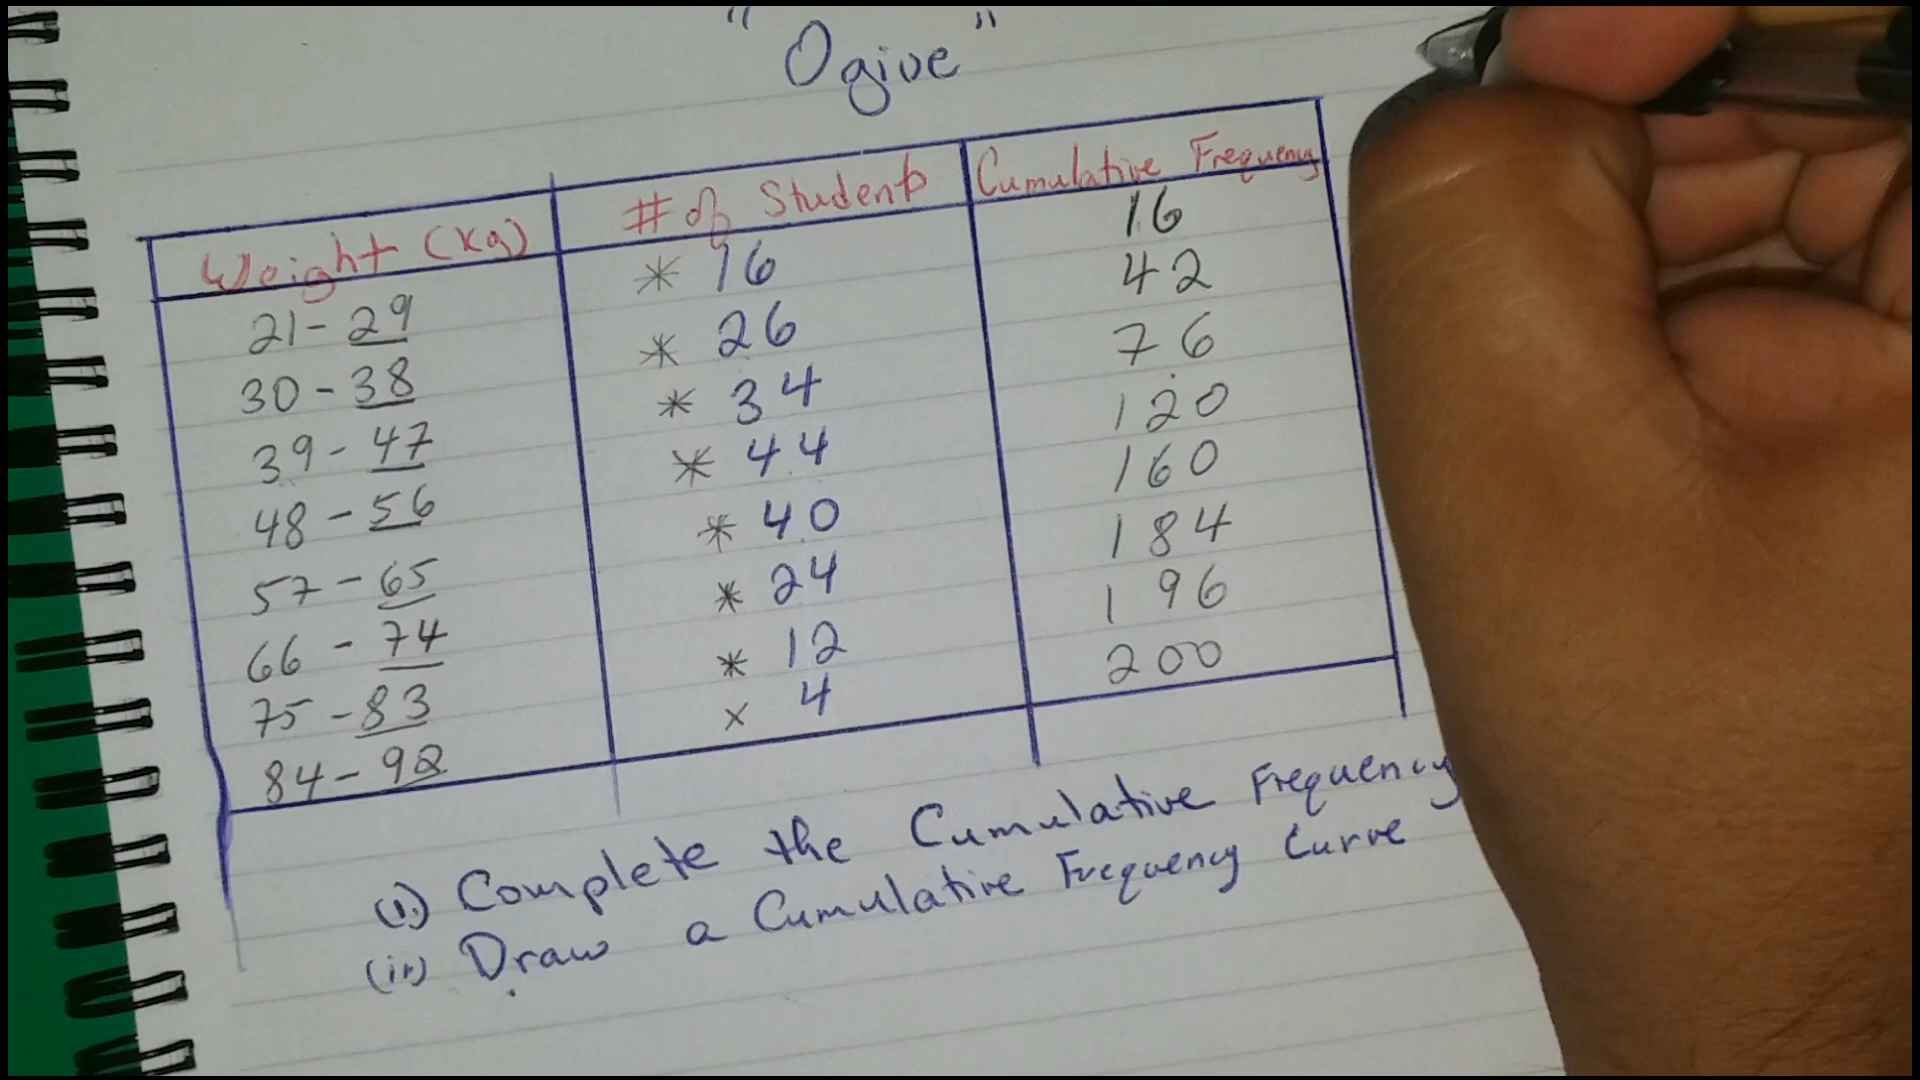 "Ogive"
Weight (Kg) # of Students Cumulative Frequency
21 - 29 * 16 16
30 - 38 * 26 42
39 - 47 * 34 76
48 - 56 * 44 120
57 - 65 * 40 160
66 - 74 * 24 184
75 - 83 * 12 196
84 - 92 x 4 200
(i) Complete the Cumulative Frequency
(ii) Draw a Cumulative Frequency Curve